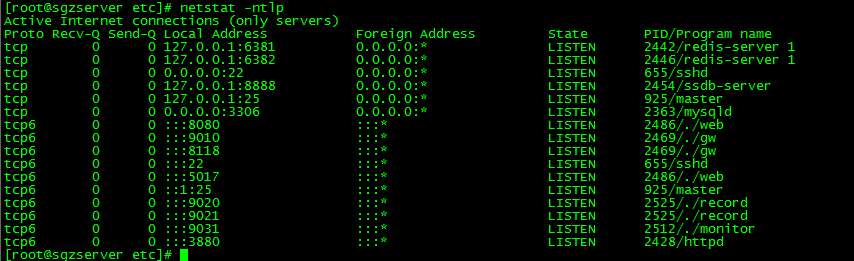 [root@sgzserver etc]# netstat -ntlp
Active Internet connections (only servers)
Proto Recv-Q Send-Q Local Address Foreign Address State PID/Program name
tcp 0 0 127.0.0.1:6381 0.0.0.0:* LISTEN 2442/redis-server 1
tcp 0 0 127.0.0.1:6382 0.0.0.0:* LISTEN 2446/redis-server 1
tcp 0 0 0.0.0.0:22 0.0.0.0:* LISTEN 655/sshd
tcp 0 0 127.0.0.1:8888 0.0.0.0:* LISTEN 2454/ssdb-server
tcp 0 0 127.0.0.1:25 0.0.0.0:* LISTEN 925/master
tcp 0 0 0.0.0.0:3306 0.0.0.0:* LISTEN 2363/mysqld
tcp6 0 0 :::8080 :::* LISTEN 2486/./web
tcp6 0 0 :::9010 :::* LISTEN 2469/./gw
tcp6 0 0 :::8118 :::* LISTEN 2469/./gw
tcp6 0 0 :::22 :::* LISTEN 655/sshd
tcp6 0 0 :::5017 :::* LISTEN 2486/./web
tcp6 0 0 ::1:25 :::* LISTEN 925/master
tcp6 0 0 :::9020 :::* LISTEN 2525/./record
tcp6 0 0 :::9021 :::* LISTEN 2525/./record
tcp6 0 0 :::9031 :::* LISTEN 2512/./monitor
tcp6 0 0 :::3880 :::* LISTEN 2428/httpd
[root@sgzserver etc]#